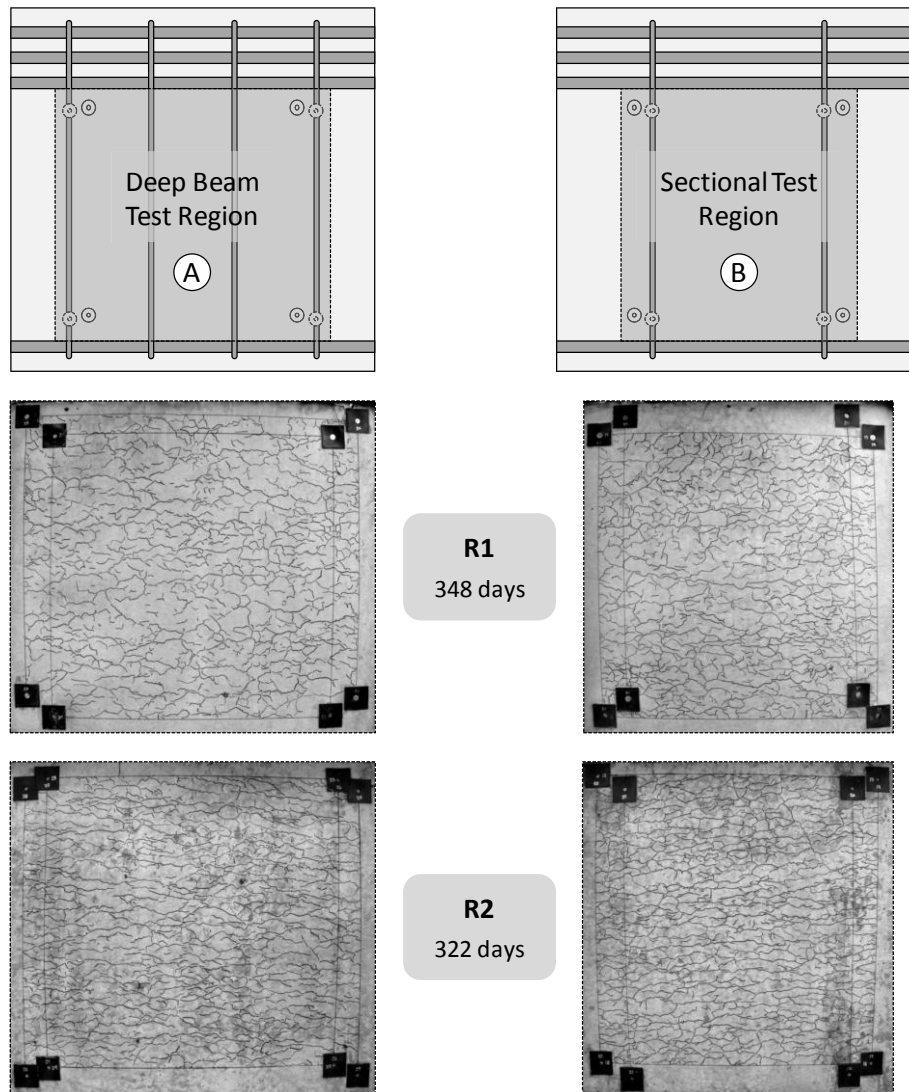 Deep Beam
Test Region
A
Sectional Test
Region
B
R1
348 days
R2
322 days